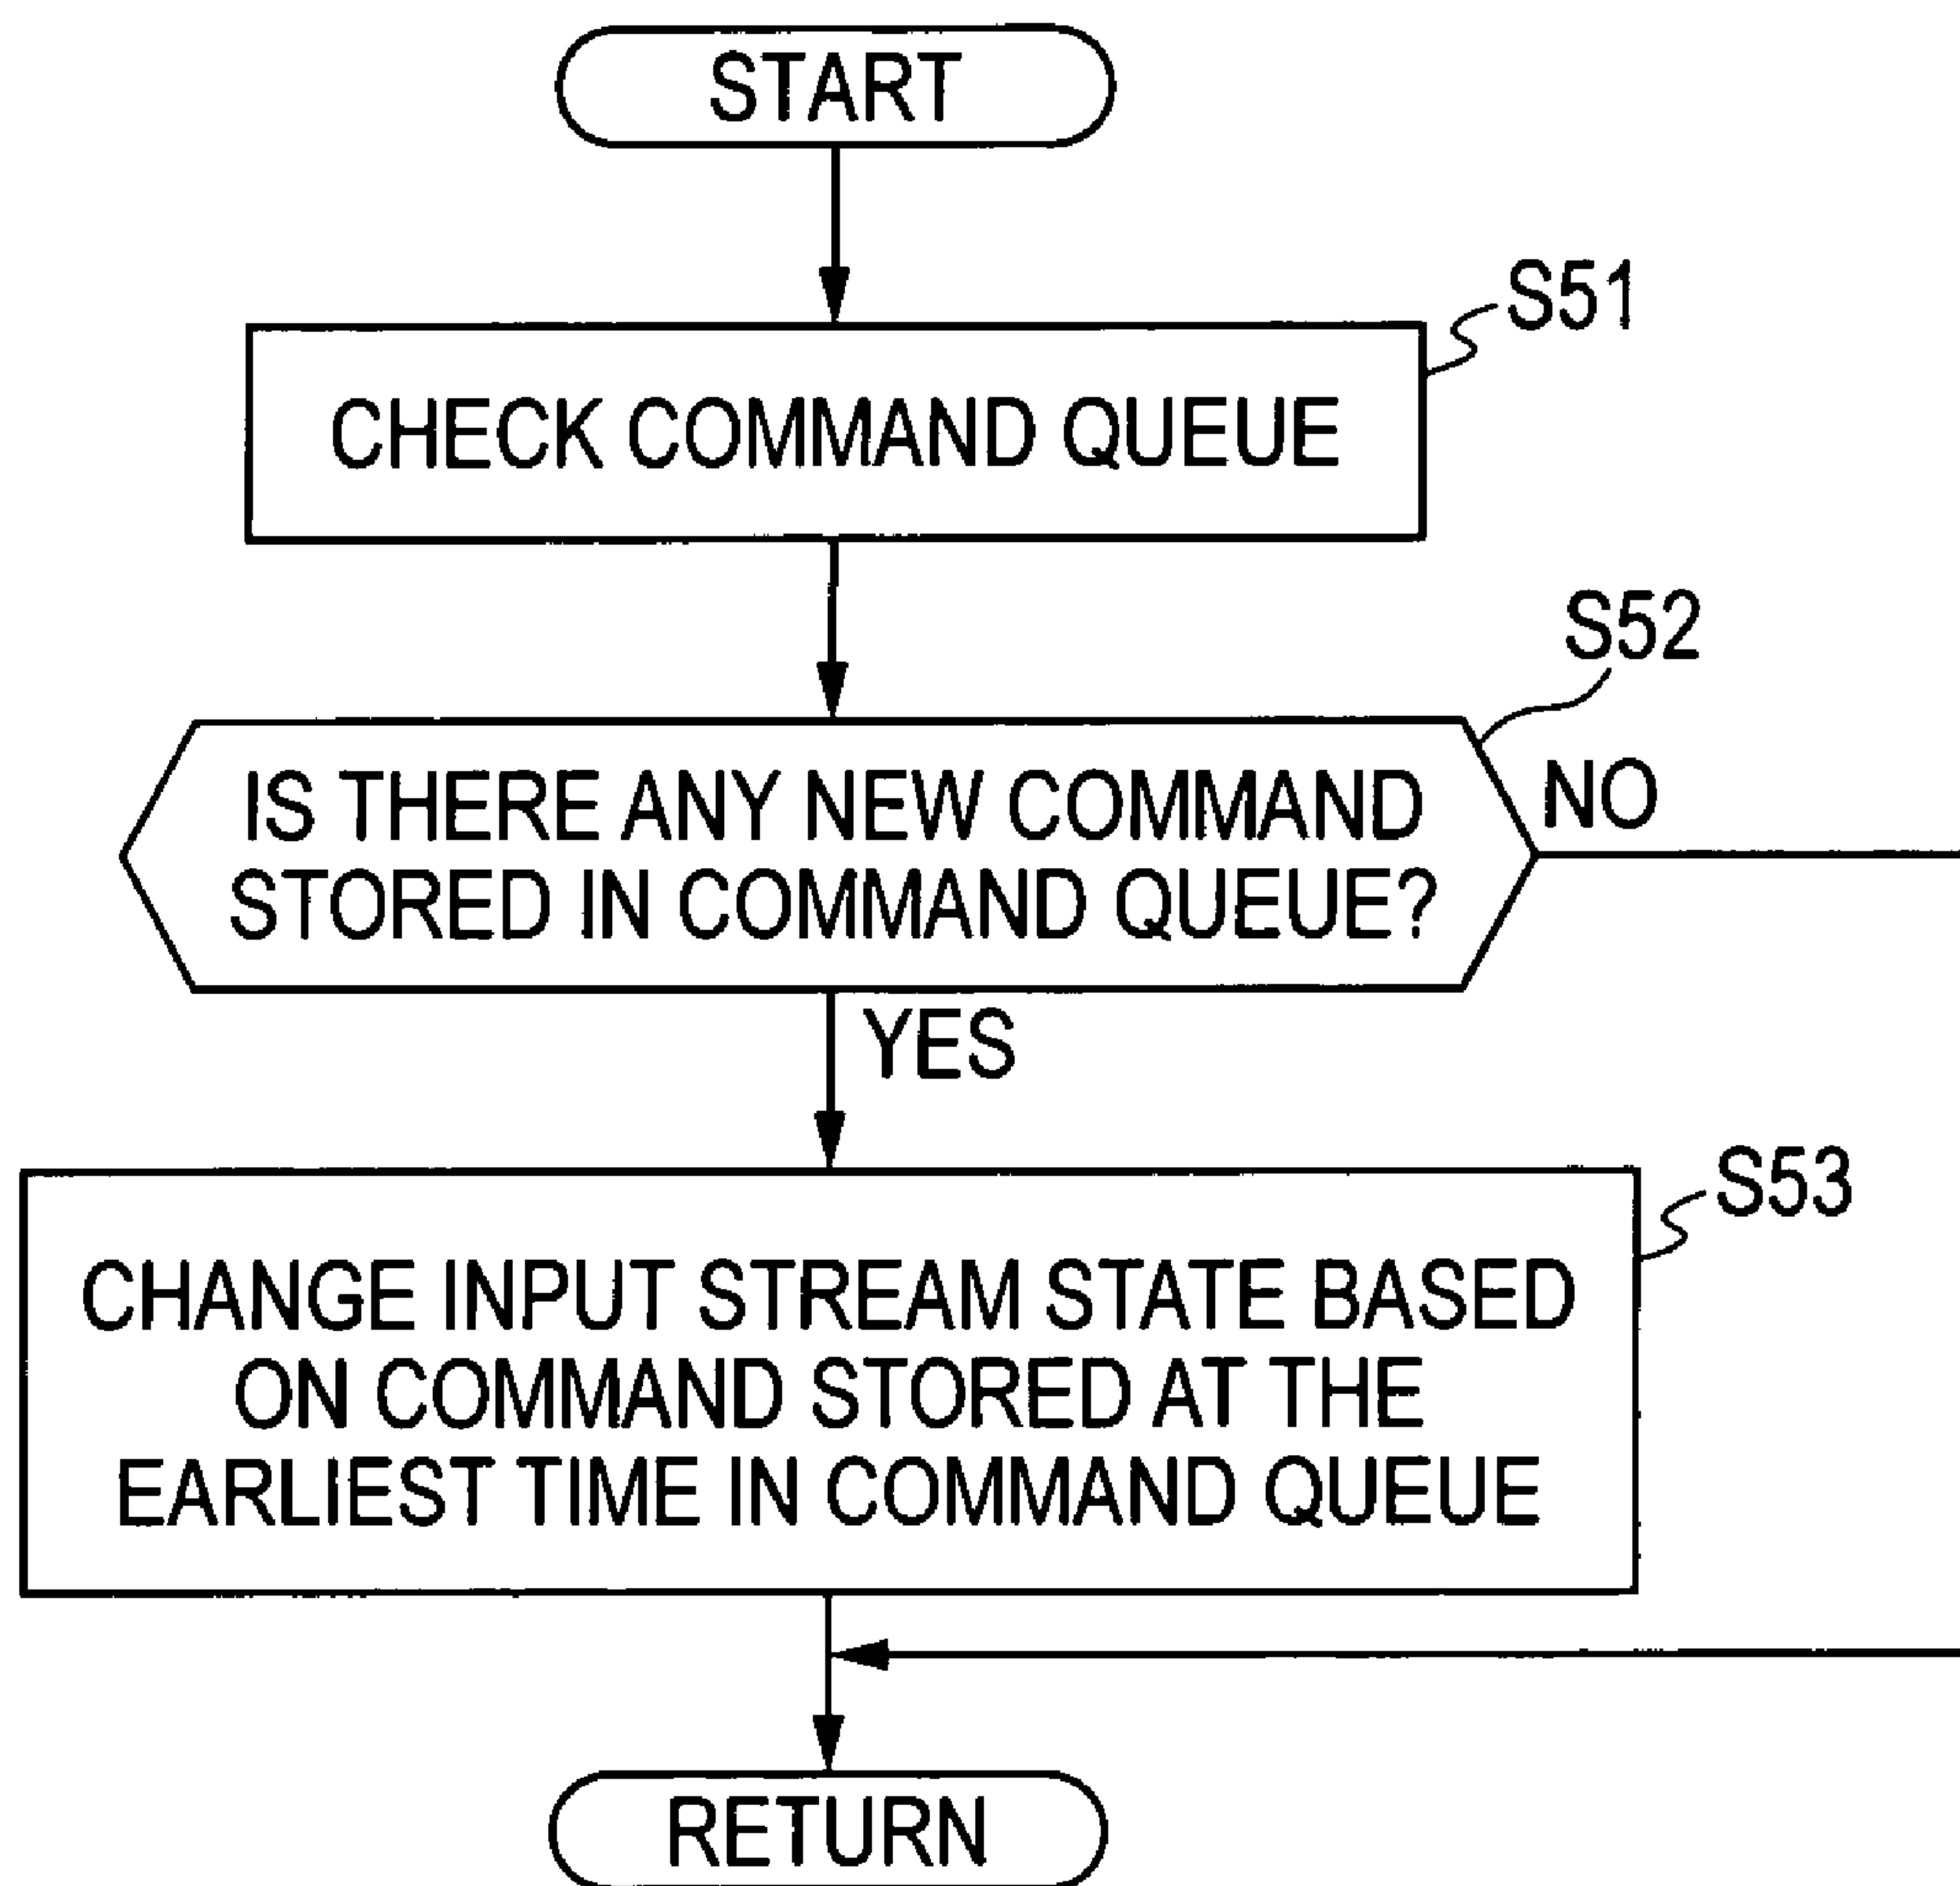 START
S51
CHECK COMMAND QUEUE
S52
IS THERE ANY NEW COMMAND
STORED IN COMMAND QUEUE?
NO
YES
S53
CHANGE INPUT STREAM STATE BASED
ON COMMAND STORED AT THE
EARLIEST TIME IN COMMAND QUEUE
RETURN